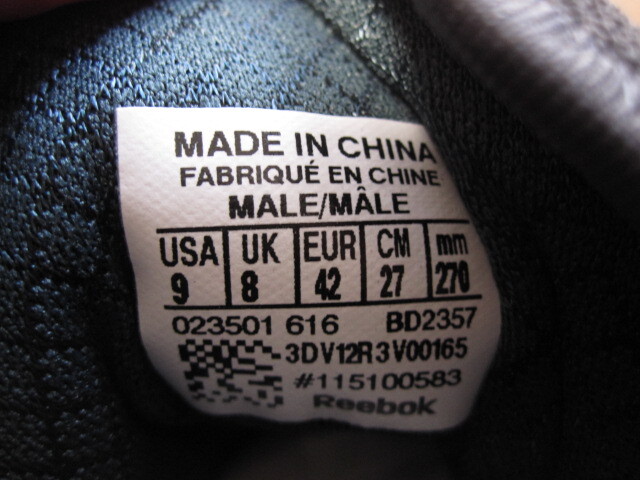 MADE IN CHINA
FABRIQUÉ EN CHINE
MALE/MÂLE
USA UK EUR CM mm
9 8 42 27 270
023501 616 BD2357
3DV12R3V00165
#115100583
Reebok